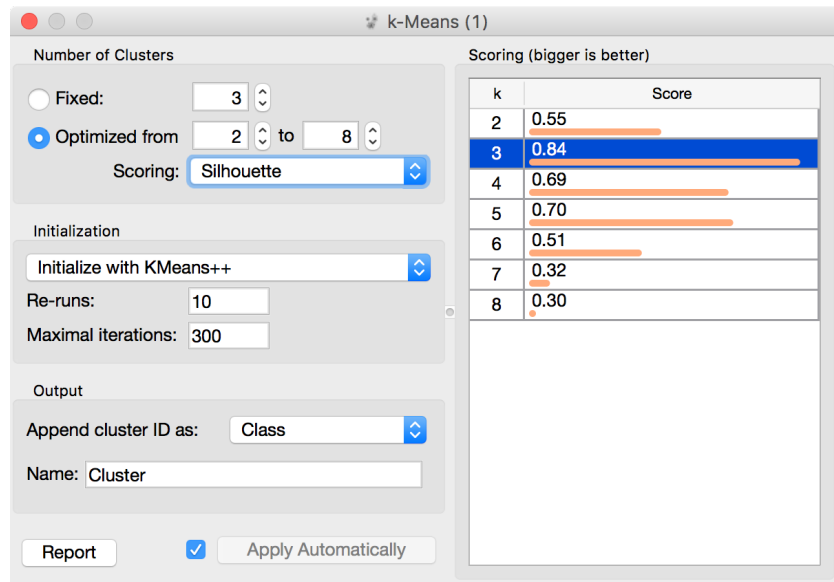 k-Means (1)
Number of Clusters
Fixed: 3
Optimized from 2 to 8
Scoring: Silhouette
Initialization
Initialize with KMeans++
Re-runs: 10
Maximal iterations: 300
Output
Append cluster ID as: Class
Name: Cluster
Report Apply Automatically
Scoring (bigger is better)
k Score
2 0.55
3 0.84
4 0.69
5 0.70
6 0.51
7 0.32
8 0.30